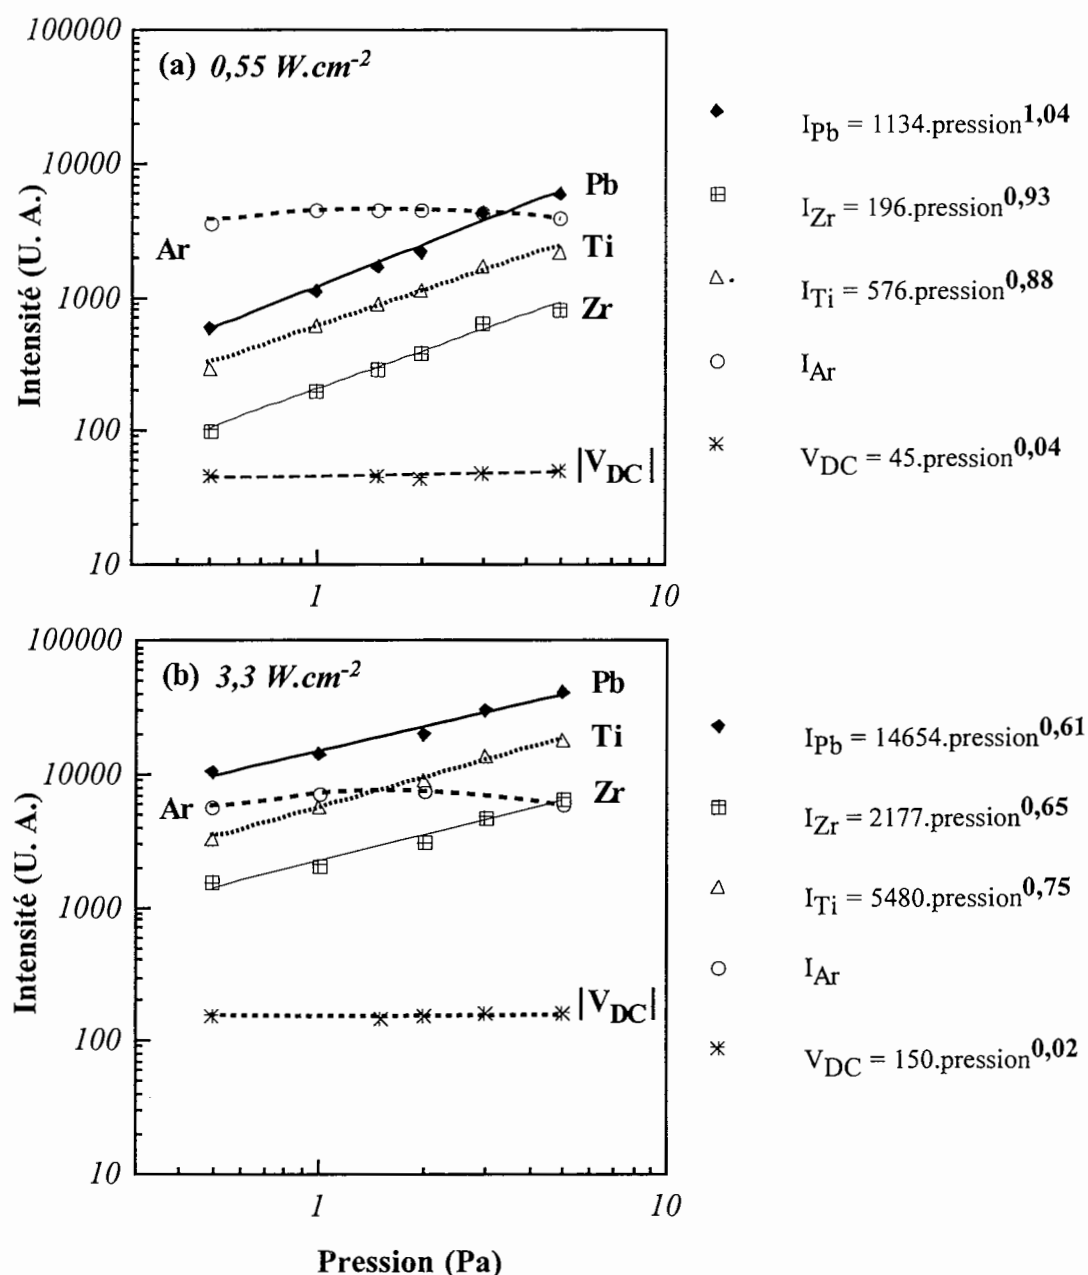 100000
(a) 0,55 W.cm-2
10000
1000
100
10
Intensité (U. A.)
Ar
Pb
Ti
Zr
|VDC|
1
10
IPb = 1134.pression1,04
IZr = 196.pression0,93
ITi = 576.pression0,88
IAr
VDC = 45.pression0,04
100000
(b) 3,3 W.cm-2
10000
1000
100
10
Intensité (U. A.)
Ar
Pb
Ti
Zr
|VDC|
1
10
Pression (Pa)
IPb = 14654.pression0,61
IZr = 2177.pression0,65
ITi = 5480.pression0,75
IAr
VDC = 150.pression0,02